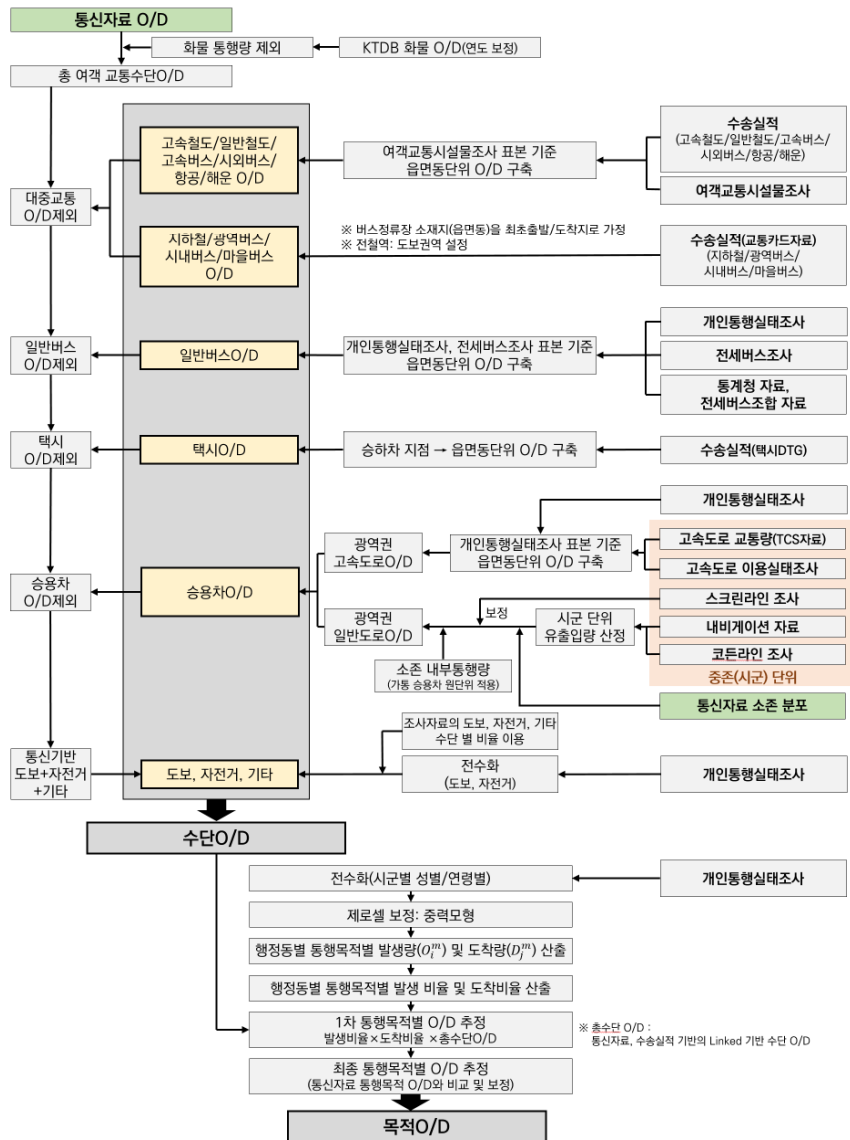 통신자료 O/D
화물 통행량 제외
KTDB 화물 O/D(연도 보정)
총 여객 교통수단O/D
고속철도/일반철도/
고속버스/시외버스/
항공/해운 O/D
여객교통시설물조사 표본 기준
읍면동단위 O/D 구축
수송실적
(고속철도/일반철도/고속버스/
시외버스/항공/해운)
여객교통시설물조사
대중교통
O/D제외
지하철/광역버스/
시내버스/마을버스
O/D
※ 버스정류장 소재지(읍면동)을 최초출발/도착지로 가정
※ 전철역: 도보권역 설정
수송실적(교통카드자료)
(지하철/광역버스/
시내버스/마을버스)
일반버스
O/D제외
일반버스O/D
개인통행실태조사, 전세버스조사 표본 기준
읍면동단위 O/D 구축
개인통행실태조사
전세버스조사
통계청 자료,
전세버스조합 자료
택시
O/D제외
택시O/D
승하차 지점 → 읍면동단위 O/D 구축
수송실적(택시DTG)
개인통행실태조사
승용차
O/D제외
승용차O/D
광역권
고속도로O/D
개인통행실태조사 표본 기준
읍면동단위 O/D 구축
고속도로 교통량(TCS자료)
고속도로 이용실태조사
광역권
일반도로O/D
보정
시군 단위
유출입량 산정
스크린라인 조사
내비게이션 자료
코든라인 조사
중존(시군) 단위
소존 내부통행량
(가통 승용차 원단위 적용)
통신자료 소존 분포
조사자료의 도보, 자전거, 기타
수단 별 비율 이용
통신기반
도보+자전거
+기타
도보, 자전거, 기타
전수화
(도보, 자전거)
개인통행실태조사
수단O/D
전수화(시군별 성별/연령별)
개인통행실태조사
제로셀 보정: 중력모형
행정동별 통행목적별 발생량(O_i^m) 및 도착량(D_j^m) 산출
행정동별 통행목적별 발생 비율 및 도착비율 산출
1차 통행목적별 O/D 추정
발생비율×도착비율 ×총수단O/D
※ 총수단 O/D :
통신자료, 수송실적 기반의 Linked 기반 수단 O/D
최종 통행목적별 O/D 추정
(통신자료 통행목적 O/D와 비교 및 보정)
목적O/D